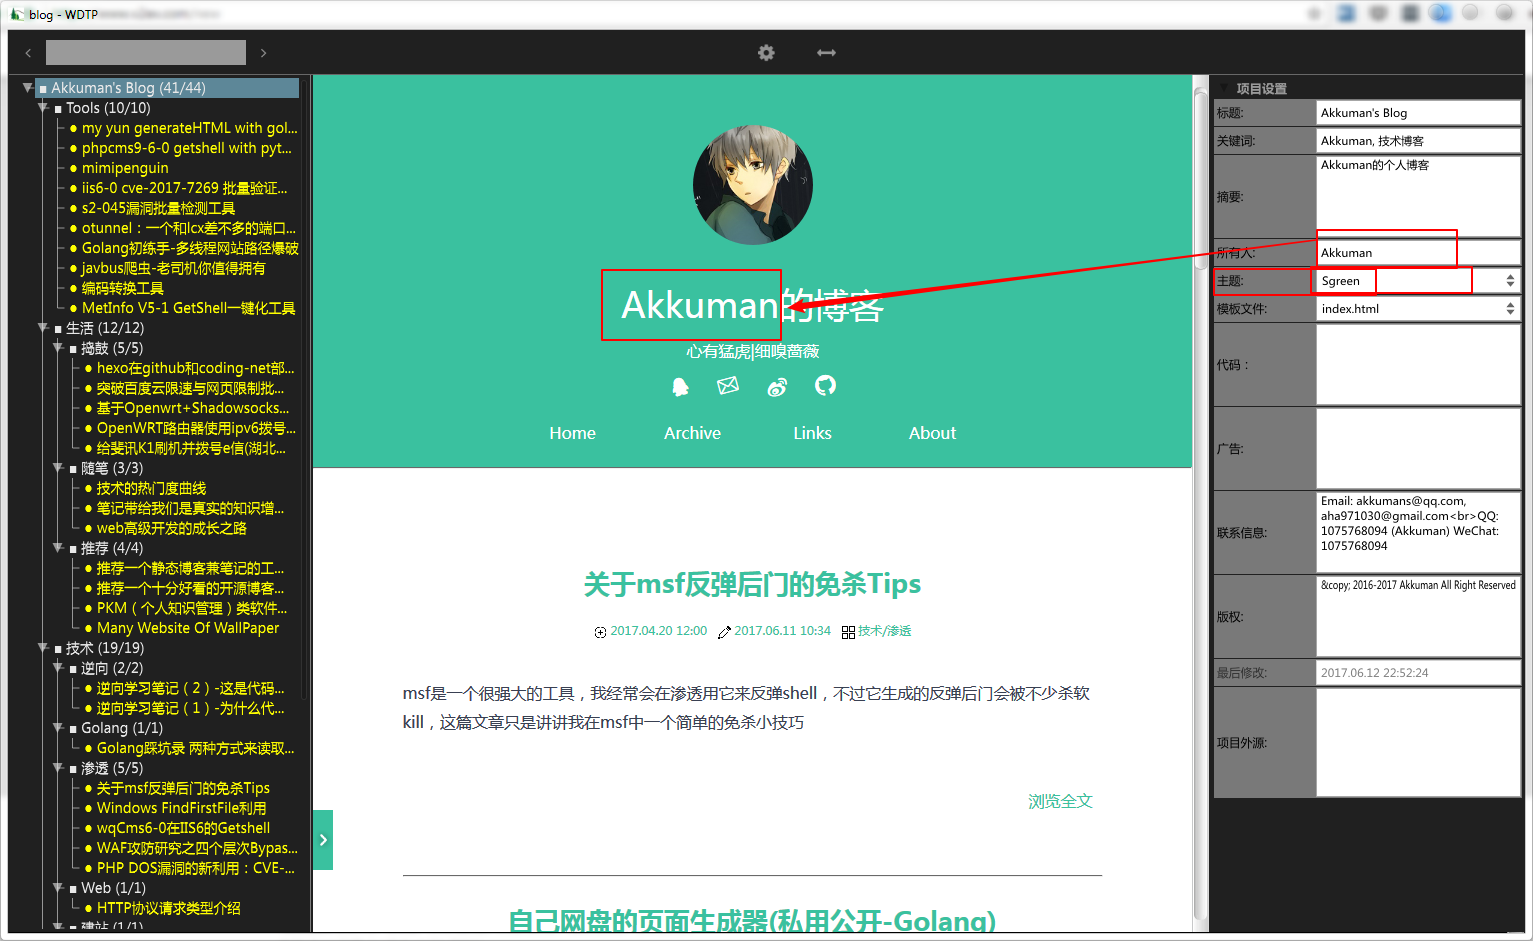 blog - WDTP
Akkuman's Blog (41/44)
Tools (10/10)
my yun generateHTML with gol...
phpcms9-6-0 getshell with pyt...
mimipenguin
iis6-0 cve-2017-7269 批量验证...
s2-045漏洞批量检测工具
otunnel：一个和lcx差不多的端口...
Golang初练手-多线程网站路径爆破
javbus爬虫-老司机你值得拥有
编码转换工具
MetInfo V5-1 GetShell一键化工具
生活 (12/12)
捣鼓 (5/5)
hexo在github和coding-net部...
突破百度云限速与网页限制批...
基于Openwrt+Shadowsocks...
OpenWRT路由器使用ipv6拨号...
给斐讯K1刷机并拨号e信(湖北...
随笔 (3/3)
技术的热门度曲线
笔记带给我们是真实的知识增...
web高级开发的成长之路
推荐 (4/4)
推荐一个静态博客兼笔记的工...
推荐一个十分好看的开源博客...
PKM（个人知识管理）类软件...
Many Website Of WallPaper
技术 (19/19)
逆向 (2/2)
逆向学习笔记（2）-这是代码...
逆向学习笔记（1）-为什么代...
Golang (1/1)
Golang踩坑录 两种方式来读取...
渗透 (5/5)
关于msf反弹后门的免杀Tips
Windows FindFirstFile利用
wqCms6-0在IIS6的Getshell
WAF攻防研究之四个层次Bypas...
PHP DOS漏洞的新利用：CVE-...
Web (1/1)
HTTP协议请求类型介绍
建站 (1/1)
Akkuman的博客
心有猛虎|细嗅蔷薇
Home Archive Links About
关于msf反弹后门的免杀Tips
2017.04.20 12:00 2017.06.11 10:34 技术/渗透
msf是一个很强大的工具，我经常会在渗透用它来反弹shell，不过它生成的反弹后门会被不少杀软
kill，这篇文章只是讲讲我在msf中一个简单的免杀小技巧
浏览全文
自己网盘的页面生成器(私用公开-Golang)
项目设置
标题: Akkuman's Blog
关键词: Akkuman, 技术博客
摘要: Akkuman的个人博客
所有人: Akkuman
主题: Sgreen
模板文件: index.html
代码：
广告:
联系信息: Email: akkumans@qq.com,
aha971030@gmail.com<br>QQ:
1075768094 (Akkuman) WeChat:
1075768094
版权: &copy; 2016-2017 Akkuman All Right Reserved
最后修改: 2017.06.12 22:52:24
项目外源: